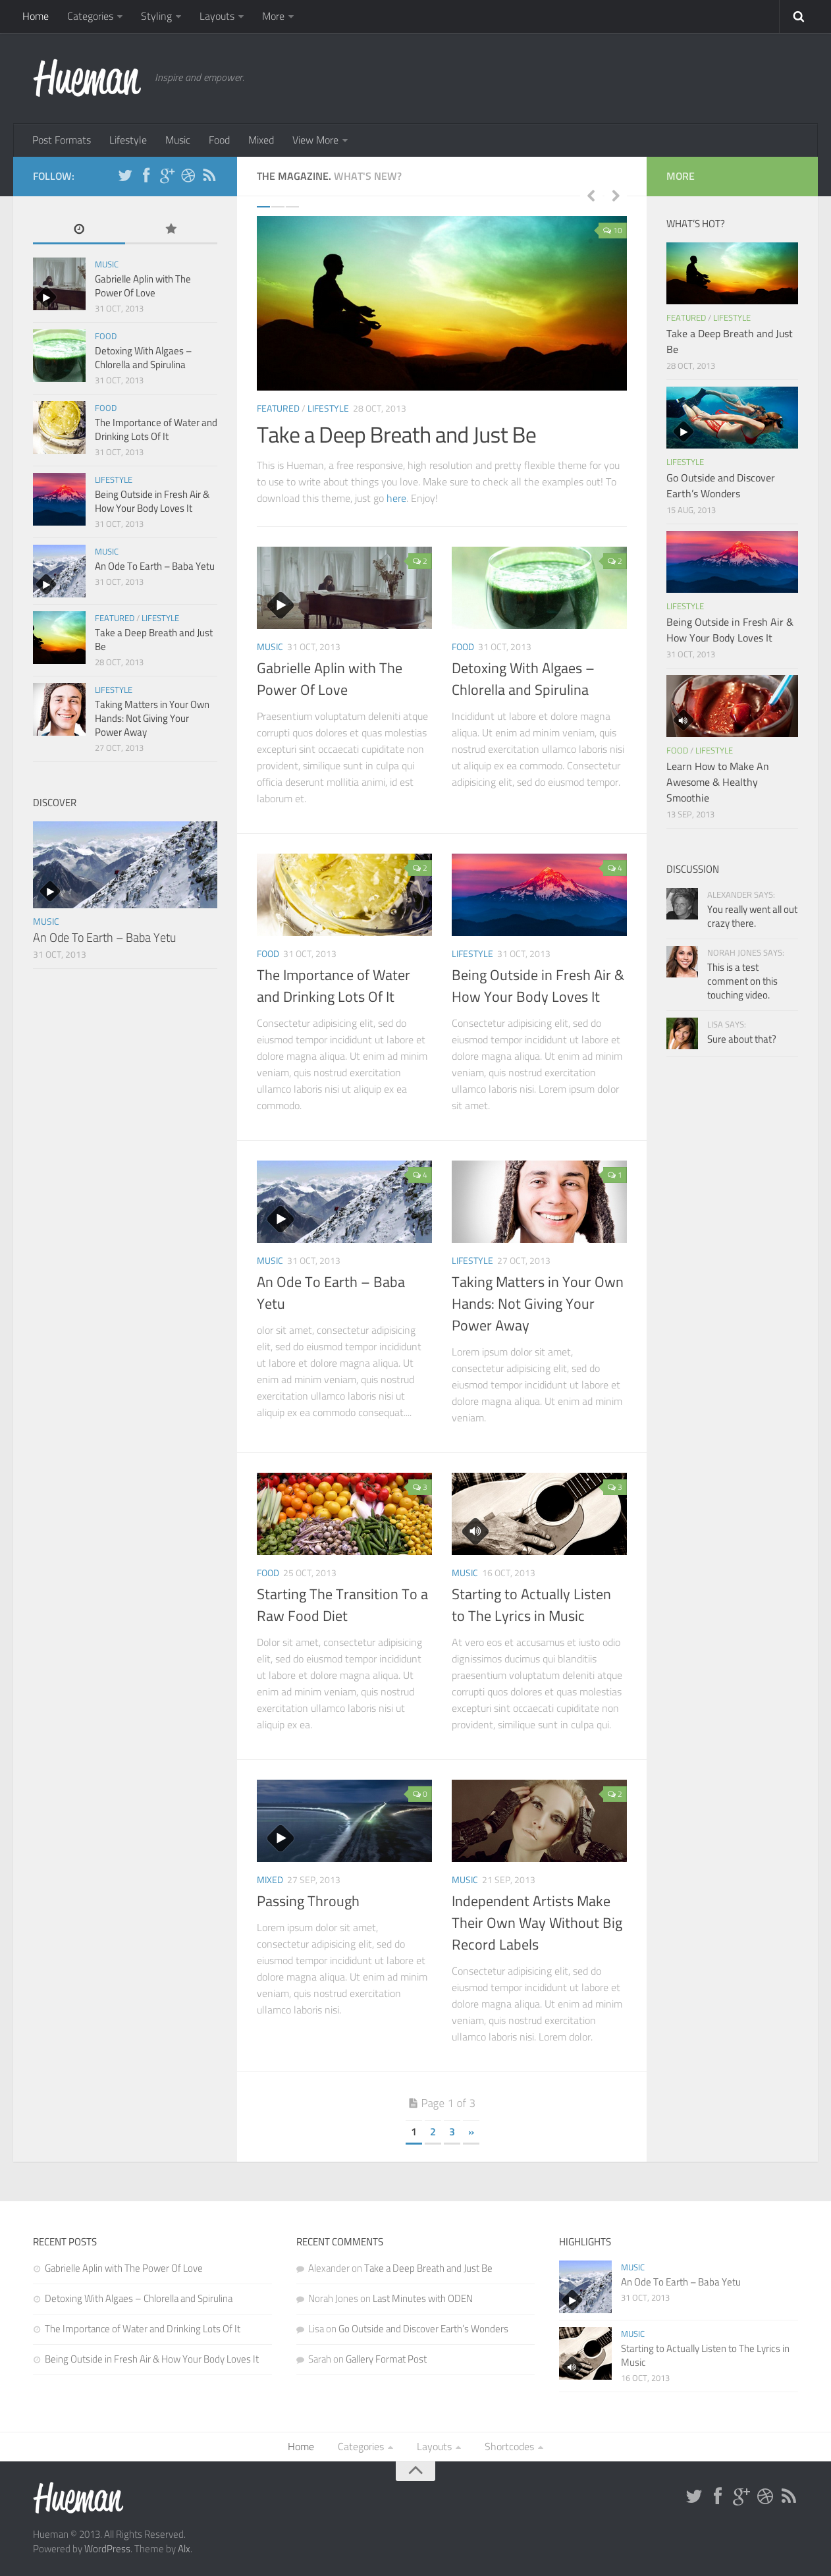 Home Categories Styling Layouts More
Hueman Inspire and empower.
Post Formats Lifestyle Music Food Mixed View More
FOLLOW:
MUSIC
Gabrielle Aplin with The
Power Of Love
31 OCT, 2013
FOOD
Detoxing With Algaes –
Chlorella and Spirulina
31 OCT, 2013
FOOD
The Importance of Water and
Drinking Lots Of It
31 OCT, 2013
LIFESTYLE
Being Outside in Fresh Air &
How Your Body Loves It
31 OCT, 2013
MUSIC
An Ode To Earth – Baba Yetu
31 OCT, 2013
FEATURED / LIFESTYLE
Take a Deep Breath and Just
Be
28 OCT, 2013
LIFESTYLE
Taking Matters in Your Own
Hands: Not Giving Your
Power Away
27 OCT, 2013
DISCOVER
MUSIC
An Ode To Earth – Baba Yetu
31 OCT, 2013
THE MAGAZINE. WHAT'S NEW?
10
FEATURED / LIFESTYLE 28 OCT, 2013
Take a Deep Breath and Just Be
This is Hueman, a free responsive, high resolution and pretty flexible theme for you
to use to write about things you love. Make sure to check all the examples out! To
download this theme, just go here. Enjoy!
2
MUSIC 31 OCT, 2013
Gabrielle Aplin with The
Power Of Love
Praesentium voluptatum deleniti atque
corrupti quos dolores et quas molestias
excepturi sint occaecati cupiditate non
provident, similique sunt in culpa qui
officia deserunt mollitia animi, id est
laborum et.
2
FOOD 31 OCT, 2013
Detoxing With Algaes –
Chlorella and Spirulina
Incididunt ut labore et dolore magna
aliqua. Ut enim ad minim veniam, quis
nostrud exercitation ullamco laboris nisi
ut aliquip ex ea commodo. Consectetur
adipisicing elit, sed do eiusmod tempor.
2
FOOD 31 OCT, 2013
The Importance of Water
and Drinking Lots Of It
Consectetur adipisicing elit, sed do
eiusmod tempor incididunt ut labore et
dolore magna aliqua. Ut enim ad minim
veniam, quis nostrud exercitation
ullamco laboris nisi ut aliquip ex ea
commodo.
4
LIFESTYLE 31 OCT, 2013
Being Outside in Fresh Air &
How Your Body Loves It
Consectetur adipisicing elit, sed do
eiusmod tempor incididunt ut labore et
dolore magna aliqua. Ut enim ad minim
veniam, quis nostrud exercitation
ullamco laboris nisi. Lorem ipsum dolor
sit amet.
4
MUSIC 31 OCT, 2013
An Ode To Earth – Baba
Yetu
olor sit amet, consectetur adipisicing
elit, sed do eiusmod tempor incididunt
ut labore et dolore magna aliqua. Ut
enim ad minim veniam, quis nostrud
exercitation ullamco laboris nisi ut
aliquip ex ea commodo consequat....
1
LIFESTYLE 27 OCT, 2013
Taking Matters in Your Own
Hands: Not Giving Your
Power Away
Lorem ipsum dolor sit amet,
consectetur adipisicing elit, sed do
eiusmod tempor incididunt ut labore et
dolore magna aliqua. Ut enim ad minim
veniam.
3
FOOD 25 OCT, 2013
Starting The Transition To a
Raw Food Diet
Dolor sit amet, consectetur adipisicing
elit, sed do eiusmod tempor incididunt
ut labore et dolore magna aliqua. Ut
enim ad minim veniam, quis nostrud
exercitation ullamco laboris nisi ut
aliquip ex ea.
3
MUSIC 16 OCT, 2013
Starting to Actually Listen
to The Lyrics in Music
At vero eos et accusamus et iusto odio
dignissimos ducimus qui blanditiis
praesentium voluptatum deleniti atque
corrupti quos dolores et quas molestias
excepturi sint occaecati cupiditate non
provident, similique sunt in culpa qui.
0
MIXED 27 SEP, 2013
Passing Through
Lorem ipsum dolor sit amet,
consectetur adipisicing elit, sed do
eiusmod tempor incididunt ut labore et
dolore magna aliqua. Ut enim ad minim
veniam, quis nostrud exercitation
ullamco laboris nisi.
2
MUSIC 21 SEP, 2013
Independent Artists Make
Their Own Way Without Big
Record Labels
Consectetur adipisicing elit, sed do
eiusmod tempor incididunt ut labore et
dolore magna aliqua. Ut enim ad minim
veniam, quis nostrud exercitation
ullamco laboris nisi. Lorem dolor.
Page 1 of 3
1 2 3 »
MORE
WHAT'S HOT?
FEATURED / LIFESTYLE
Take a Deep Breath and Just
Be
28 OCT, 2013
LIFESTYLE
Go Outside and Discover
Earth's Wonders
15 AUG, 2013
LIFESTYLE
Being Outside in Fresh Air &
How Your Body Loves It
31 OCT, 2013
FOOD / LIFESTYLE
Learn How to Make An
Awesome & Healthy
Smoothie
13 SEP, 2013
DISCUSSION
ALEXANDER SAYS:
You really went all out
crazy there.
NORAH JONES SAYS:
This is a test
comment on this
touching video.
LISA SAYS:
Sure about that?
RECENT POSTS
Gabrielle Aplin with The Power Of Love
Detoxing With Algaes – Chlorella and Spirulina
The Importance of Water and Drinking Lots Of It
Being Outside in Fresh Air & How Your Body Loves It
RECENT COMMENTS
Alexander on Take a Deep Breath and Just Be
Norah Jones on Last Minutes with ODEN
Lisa on Go Outside and Discover Earth's Wonders
Sarah on Gallery Format Post
HIGHLIGHTS
MUSIC
An Ode To Earth – Baba Yetu
31 OCT, 2013
MUSIC
Starting to Actually Listen to The Lyrics in
Music
16 OCT, 2013
Home Categories Layouts Shortcodes
Hueman
Hueman © 2013. All Rights Reserved.
Powered by WordPress. Theme by Alx.